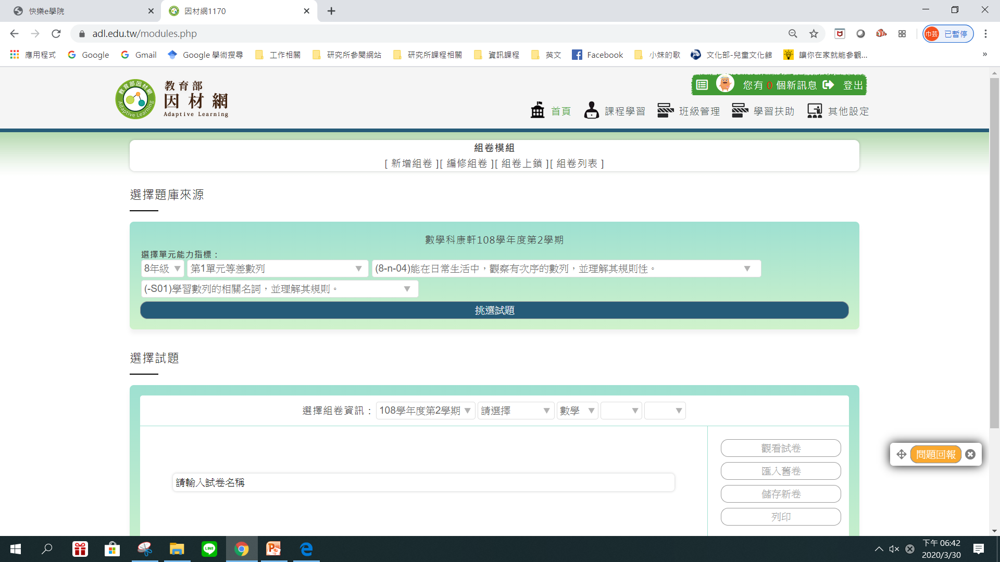 快樂e學院
因材網1170
adl.edu.tw/modules.php
巾芸 已暫停
應用程式 Google Gmail Google 學術搜尋 工作相關 研究所參閱網站 研究所課程相關 資訊課程 英文 Facebook 小妹的歌 文化部-兒童文化館 讓你在家就能參觀... »
教育部因材網 Adaptive Learning
教育部
因材網
Adaptive Learning
您有 0 個新訊息 登出
首頁 課程學習 班級管理 學習扶助 其他設定
組卷模組
[ 新增組卷 ][ 編修組卷 ][ 組卷上鎖 ][ 組卷列表 ]
選擇題庫來源
數學科康軒108學年度第2學期
選擇單元能力指標：
8年級 第1單元等差數列 (8-n-04)能在日常生活中，觀察有次序的數列，並理解其規則性。
(-S01)學習數列的相關名詞，並理解其規則。
挑選試題
選擇試題
選擇組卷資訊： 108學年度第2學期 請選擇 數學
請輸入試卷名稱
觀看試卷
匯入舊卷
儲存新卷
列印
問題回報
LINE
下午 06:42
2020/3/30